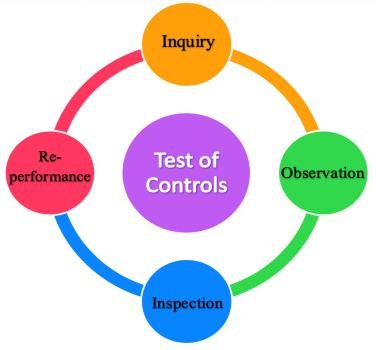 Inquiry
Re-
performance
Test of
Controls
Observation
Inspection